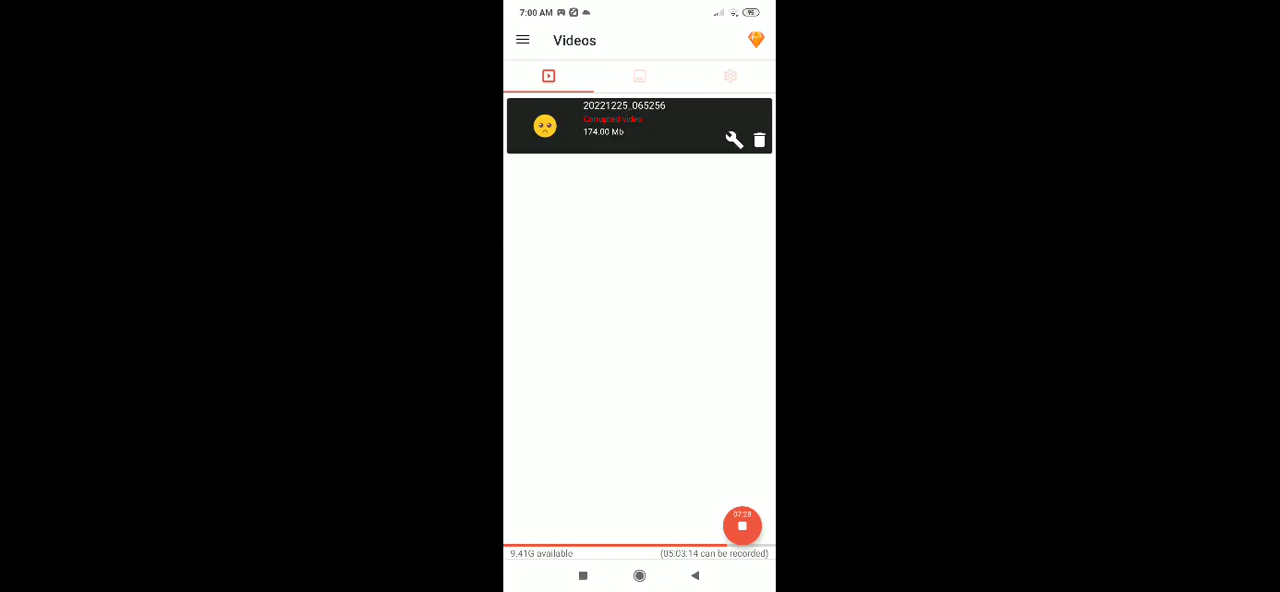 7:00 AM
95
Videos
20221225_065256
Corrupted video
174.00 Mb
07:28
9.41G available
(05:03:14 can be recorded)